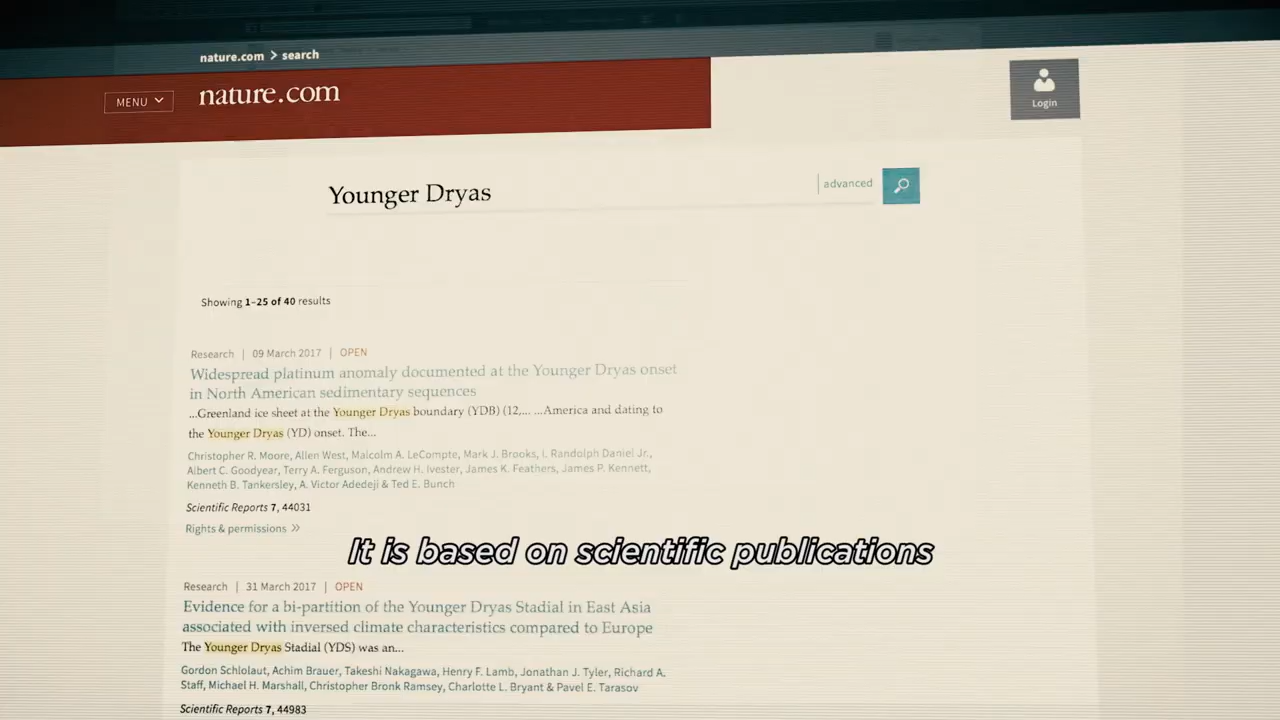 nature.com > search
MENU
nature.com
Login
Younger Dryas
advanced
Showing 1–25 of 40 results
Research | 09 March 2017 | OPEN
Widespread platinum anomaly documented at the Younger Dryas onset
in North American sedimentary sequences
...Greenland ice sheet at the Younger Dryas boundary (YDB) (12,... ...America and dating to
the Younger Dryas (YD) onset. The...
Christopher R. Moore, Allen West, Malcolm A. LeCompte, Mark J. Brooks, I. Randolph Daniel Jr.,
Albert C. Goodyear, Terry A. Ferguson, Andrew H. Ivester, James K. Feathers, James P. Kennett,
Kenneth B. Tankersley, A. Victor Adedeji & Ted E. Bunch
Scientific Reports 7, 44031
Rights & permissions »
It is based on scientific publications
Research | 31 March 2017 | OPEN
Evidence for a bi-partition of the Younger Dryas Stadial in East Asia
associated with inversed climate characteristics compared to Europe
The Younger Dryas Stadial (YDS) was an...
Gordon Schlolaut, Achim Brauer, Takeshi Nakagawa, Henry F. Lamb, Jonathan J. Tyler, Richard A.
Staff, Michael H. Marshall, Christopher Bronk Ramsey, Charlotte L. Bryant & Pavel E. Tarasov
Scientific Reports 7, 44983